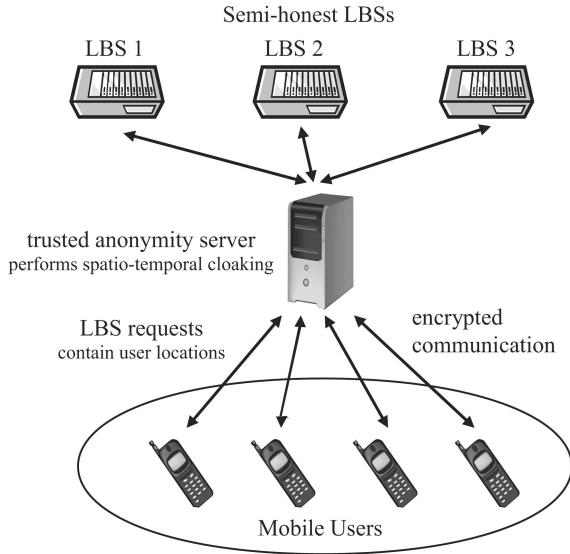 Semi-honest LBSs
LBS 1
LBS 2
LBS 3
trusted anonymity server
performs spatio-temporal cloaking
LBS requests
contain user locations
encrypted
communication
Mobile Users